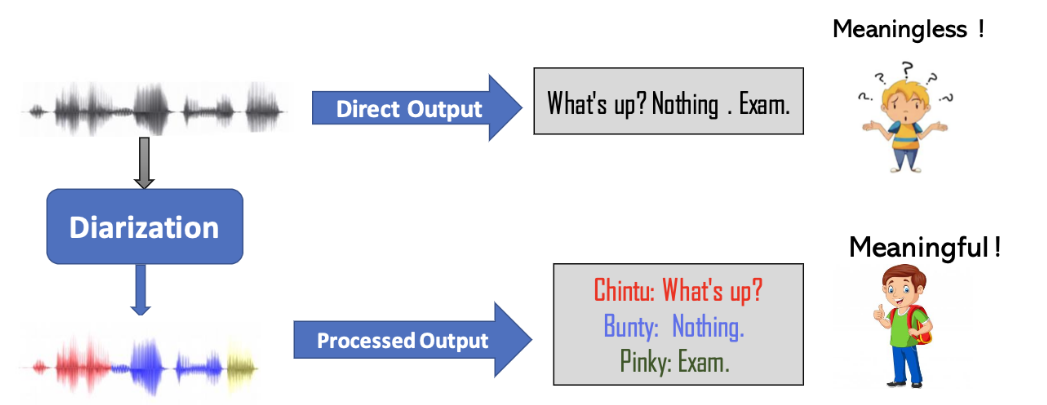 Meaningless !
Direct Output
What's up? Nothing . Exam.
Diarization
Meaningful !
Processed Output
Chintu: What's up?
Bunty: Nothing.
Pinky: Exam.